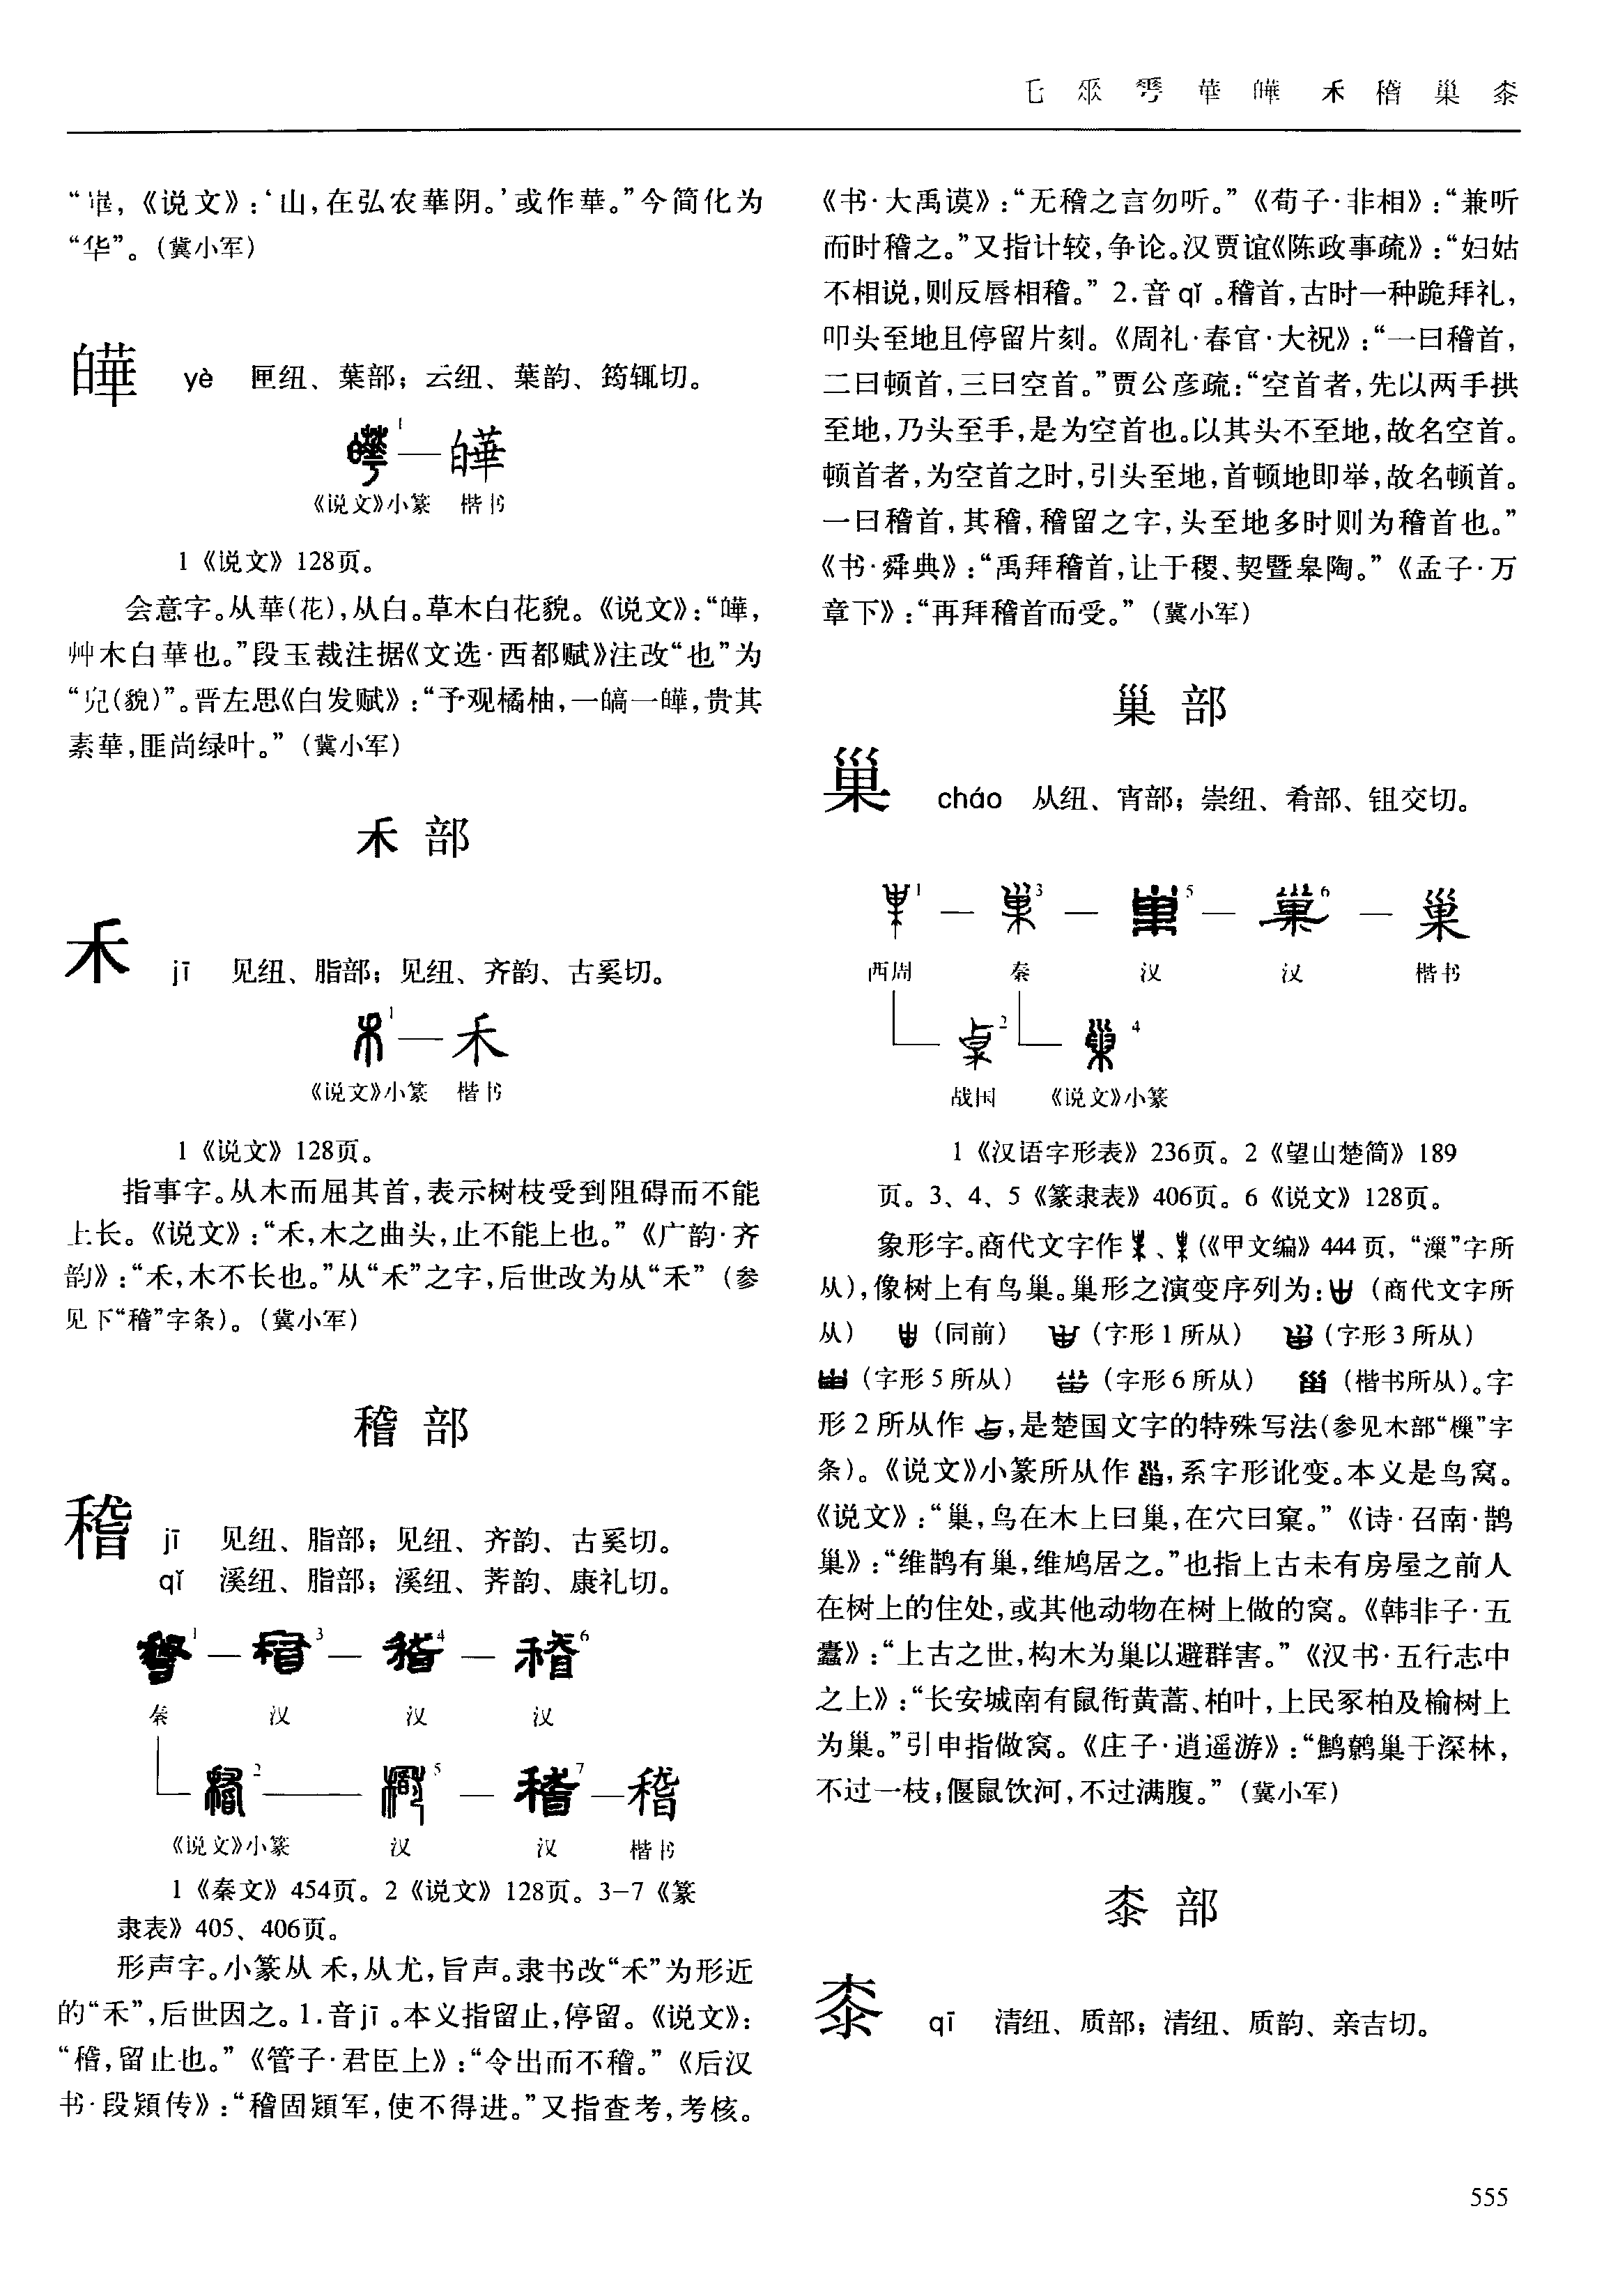 乇 𠂹 𠌶 華 皣 𥝌 稽 巢 桼
“崋,《说文》:‘山,在弘农華阴。’或作華。”今简化为
“华”。(冀小军)
皣 yè 匣纽、葉部;云纽、葉韵、筠辄切。
1 — 皣
《说文》小篆 楷书
1《说文》128页。
会意字。从華(花),从白。草木白花貌。《说文》:“皣,
艸木白華也。”段玉裁注据《文选·西都赋》注改“也”为
“皃(貌)”。晋左思《白发赋》:“予观橘柚,一皜一皣,贵其
素華,匪尚绿叶。”(冀小军)
𥝌 部
𥝌 jī 见纽、脂部;见纽、齐韵、古奚切。
1 — 𥝌
《说文》小篆 楷书
1《说文》128页。
指事字。从木而屈其首,表示树枝受到阻碍而不能
上长。《说文》:“𥝌,木之曲头,止不能上也。”《广韵·齐
韵》:“𥝌,木不长也。”从“𥝌”之字,后世改为从“禾”(参
见下“稽”字条)。(冀小军)
稽 部
稽 jī 见纽、脂部;见纽、齐韵、古奚切。
qǐ 溪纽、脂部;溪纽、荠韵、康礼切。
1 — 3 — 4 — 6
秦 汉 汉 汉
2 — 5 — 7 — 稽
《说文》小篆 汉 汉 楷书
1《秦文》454页。2《说文》128页。3-7《篆
隶表》405、406页。
形声字。小篆从𥝌,从尤,旨声。隶书改“𥝌”为形近
的“禾”,后世因之。1.音jī。本义指留止,停留。《说文》:
“稽,留止也。”《管子·君臣上》:“令出而不稽。”《后汉
书·段颎传》:“稽固颎军,使不得进。”又指查考,考核。
《书·大禹谟》:“无稽之言勿听。”《荀子·非相》:“兼听
而时稽之。”又指计较,争论。汉贾谊《陈政事疏》:“妇姑
不相说,则反唇相稽。”2.音qǐ。稽首,古时一种跪拜礼,
叩头至地且停留片刻。《周礼·春官·大祝》:“一曰稽首,
二曰顿首,三曰空首。”贾公彦疏:“空首者,先以两手拱
至地,乃头至手,是为空首也。以其头不至地,故名空首。
顿首者,为空首之时,引头至地,首顿地即举,故名顿首。
一曰稽首,其稽,稽留之字,头至地多时则为稽首也。”
《书·舜典》:“禹拜稽首,让于稷、契暨皋陶。”《孟子·万
章下》:“再拜稽首而受。”(冀小军)
巢 部
巢 cháo 从纽、宵部;崇纽、肴部、钽交切。
1 — 3 — 5 — 6 — 巢
西周 秦 汉 汉 楷书
2 4
战国 《说文》小篆
1《汉语字形表》236页。2《望山楚简》189
页。3、4、5《篆隶表》406页。6《说文》128页。
象形字。商代文字作、(《甲文编》444页,“漅”字所
从),像树上有鸟巢。巢形之演变序列为:(商代文字所
从) (同前) (字形1所从) (字形3所从)
(字形5所从) (字形6所从) (楷书所从)。字
形2所从作,是楚国文字的特殊写法(参见木部“樔”字
条)。《说文》小篆所从作,系字形讹变。本义是鸟窝。
《说文》:“巢,鸟在木上曰巢,在穴曰窠。”《诗·召南·鹊
巢》:“维鹊有巢,维鸠居之。”也指上古未有房屋之前人
在树上的住处,或其他动物在树上做的窝。《韩非子·五
蠹》:“上古之世,构木为巢以避群害。”《汉书·五行志中
之上》:“长安城南有鼠衔黄蒿、柏叶,上民冢柏及榆树上
为巢。”引申指做窝。《庄子·逍遥游》:“鹪鹩巢于深林,
不过一枝;偃鼠饮河,不过满腹。”(冀小军)
桼 部
桼 qī 清纽、质部;清纽、质韵、亲吉切。
555